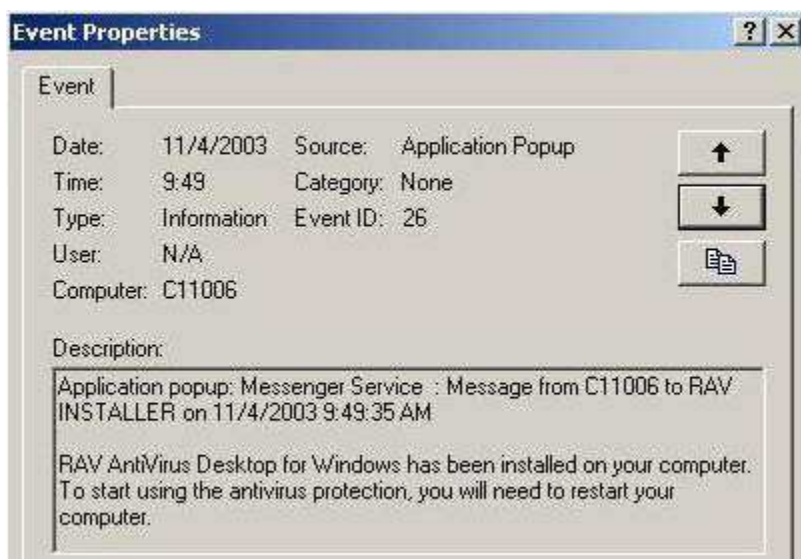 Event Properties
Event
Date: 11/4/2003 Source: Application Popup
Time: 9:49 Category: None
Type: Information Event ID: 26
User: N/A
Computer: C11006
Description:
Application popup: Messenger Service : Message from C11006 to RAV
INSTALLER on 11/4/2003 9:49:35 AM
RAV AntiVirus Desktop for Windows has been installed on your computer.
To start using the antivirus protection, you will need to restart your
computer.